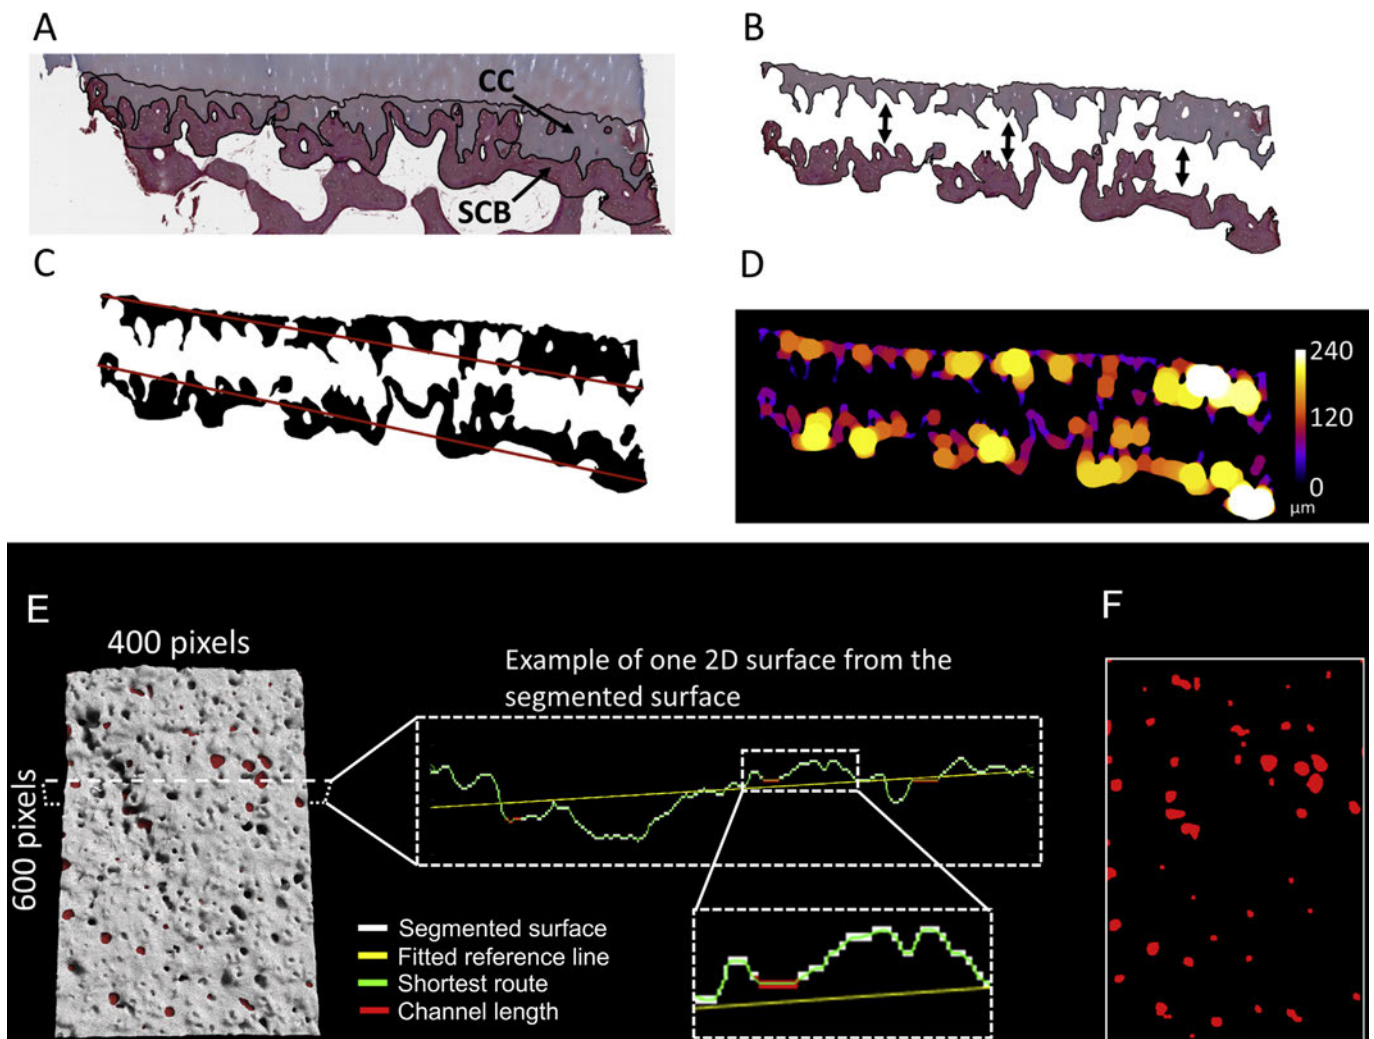 A
B
CC
SCB
C
D
240
120
0
µm
E
F
400 pixels
600 pixels
Example of one 2D surface from the
segmented surface
Segmented surface
Fitted reference line
Shortest route
Channel length